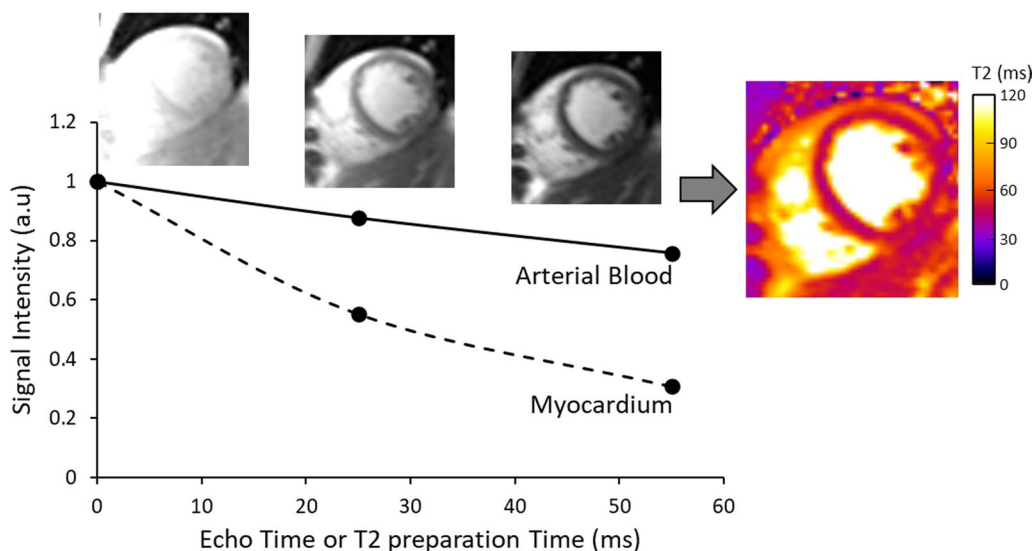 T2 (ms)
120
90
60
30
0
1.2
1
0.8
0.6
0.4
0.2
0
Signal Intensity (a.u)
Arterial Blood
Myocardium
0 10 20 30 40 50 60
Echo Time or T2 preparation Time (ms)